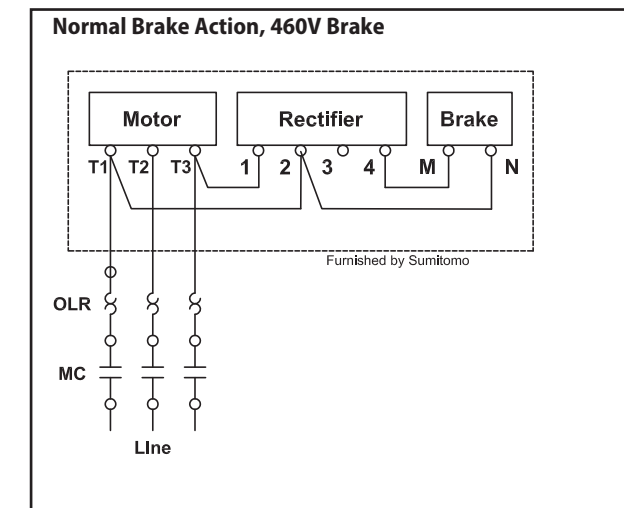 Normal Brake Action, 460V Brake
Motor Rectifier Brake
T1 T2 T3 1 2 3 4 M N
Furnished by Sumitomo
OLR
MC
LIne